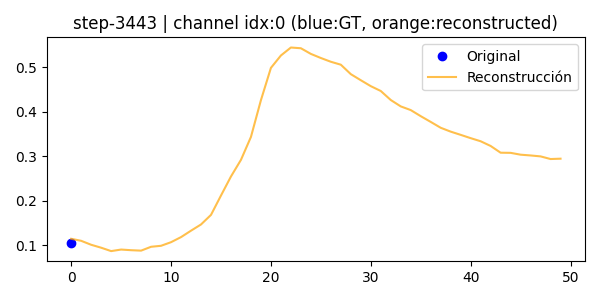 step-3443 | channel idx:0 (blue:GT, orange:reconstructed)
Original
Reconstrucción
0.5
0.4
0.3
0.2
0.1
0 10 20 30 40 50